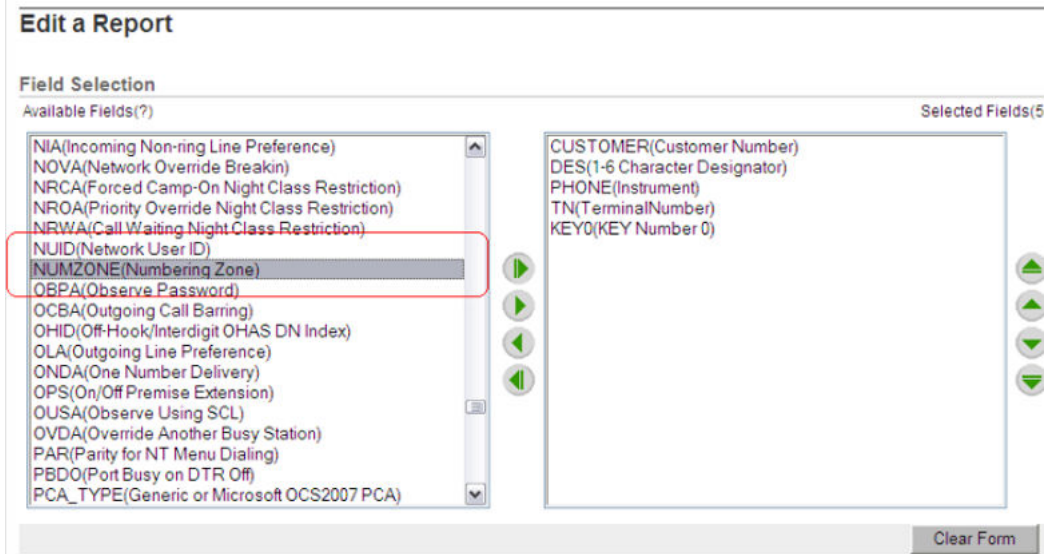 Edit a Report
Field Selection
Available Fields(?)
Selected Fields(5
NIA(Incoming Non-ring Line Preference)
NOVA(Network Override Breakin)
NRCA(Forced Camp-On Night Class Restriction)
NROA(Priority Override Night Class Restriction)
NRWA(Call Waiting Night Class Restriction)
NUID(Network User ID)
NUMZONE(Numbering Zone)
OBPA(Observe Password)
OCBA(Outgoing Call Barring)
OHID(Off-Hook/Interdigit OHAS DN Index)
OLA(Outgoing Line Preference)
ONDA(One Number Delivery)
OPS(On/Off Premise Extension)
OUSA(Observe Using SCL)
OVDA(Override Another Busy Station)
PAR(Parity for NT Menu Dialing)
PBDO(Port Busy on DTR Off)
PCA_TYPE(Generic or Microsoft OCS2007 PCA)
CUSTOMER(Customer Number)
DES(1-6 Character Designator)
PHONE(Instrument)
TN(TerminalNumber)
KEY0(KEY Number 0)
Clear Form